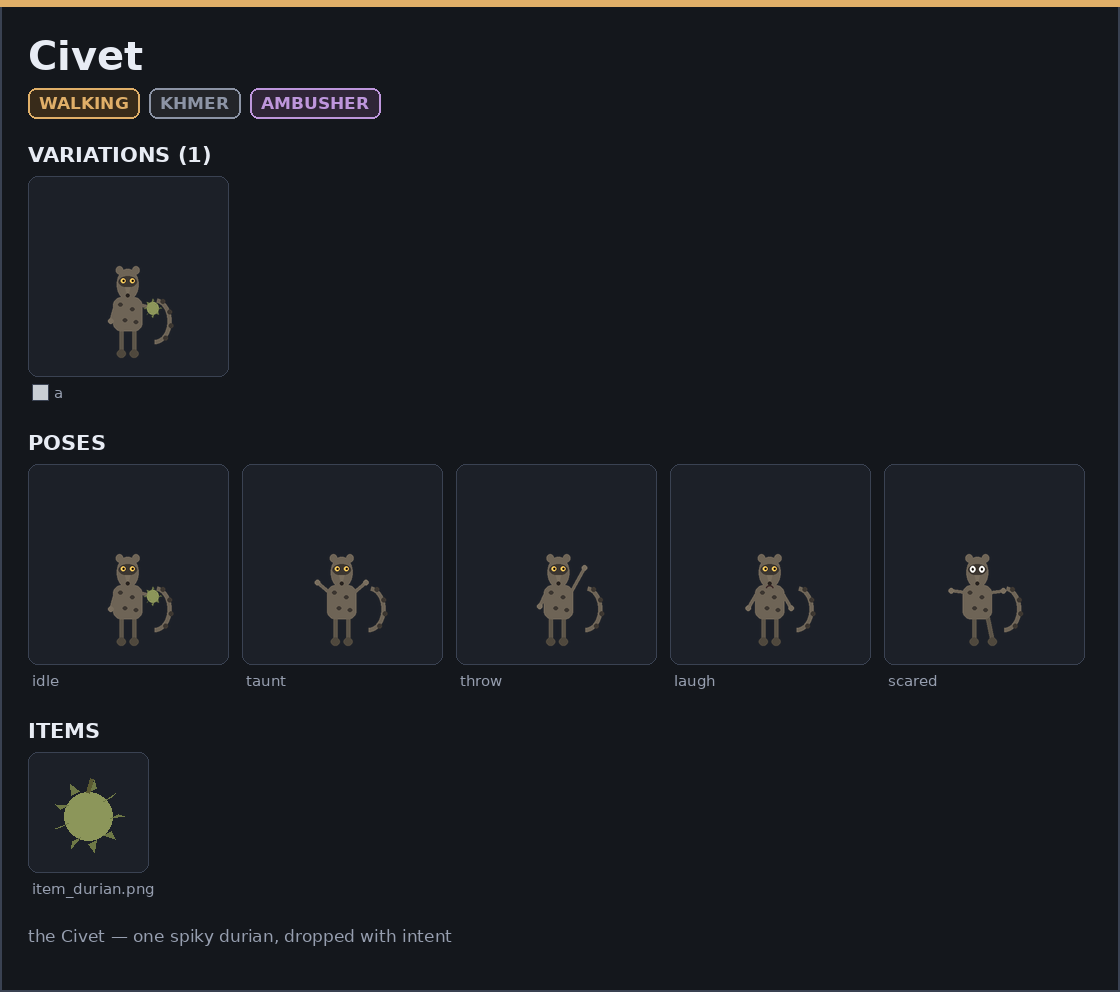 Civet
WALKING KHMER AMBUSHER
VARIATIONS (1)
a
POSES
idle taunt throw laugh scared
ITEMS
item_durian.png
the Civet — one spiky durian, dropped with intent